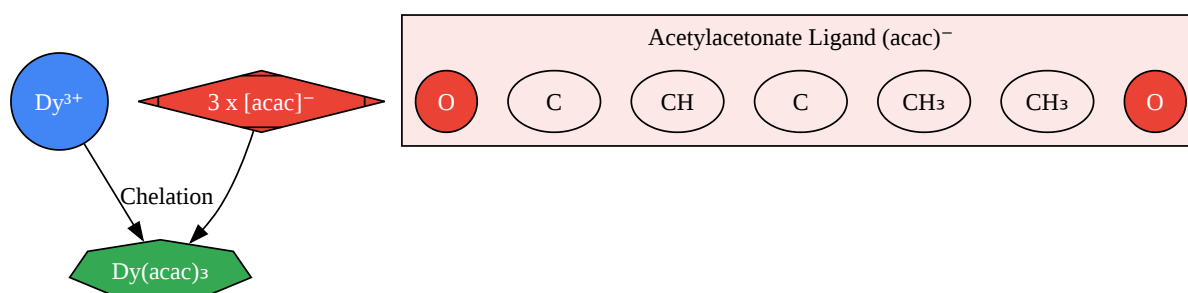 Acetylacetonate Ligand (acac)⁻
Dy³⁺
3 x [acac]⁻
O
C
CH
C
CH₃
CH₃
O
Chelation
Dy(acac)₃